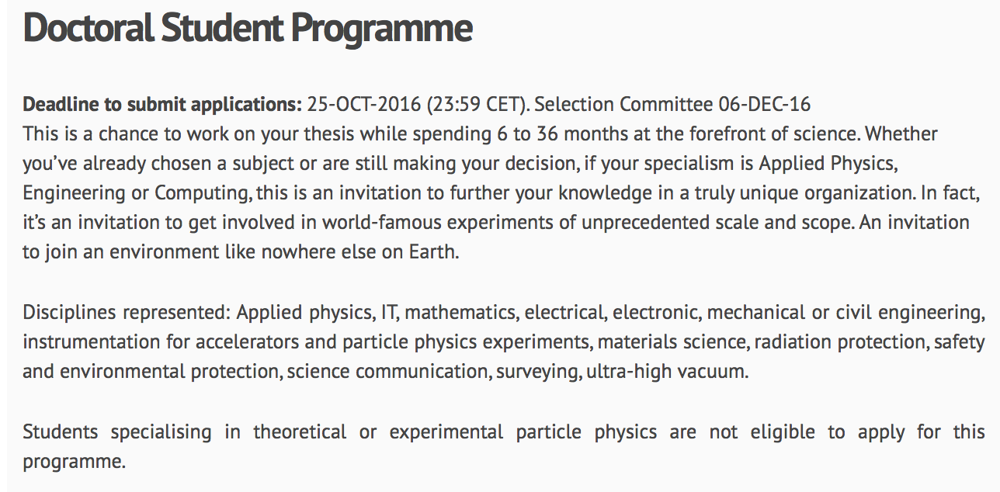 Doctoral Student Programme
Deadline to submit applications: 25-OCT-2016 (23:59 CET). Selection Committee 06-DEC-16
This is a chance to work on your thesis while spending 6 to 36 months at the forefront of science. Whether
you’ve already chosen a subject or are still making your decision, if your specialism is Applied Physics,
Engineering or Computing, this is an invitation to further your knowledge in a truly unique organization. In fact,
it’s an invitation to get involved in world-famous experiments of unprecedented scale and scope. An invitation
to join an environment like nowhere else on Earth.
Disciplines represented: Applied physics, IT, mathematics, electrical, electronic, mechanical or civil engineering,
instrumentation for accelerators and particle physics experiments, materials science, radiation protection, safety
and environmental protection, science communication, surveying, ultra-high vacuum.
Students specialising in theoretical or experimental particle physics are not eligible to apply for this
programme.